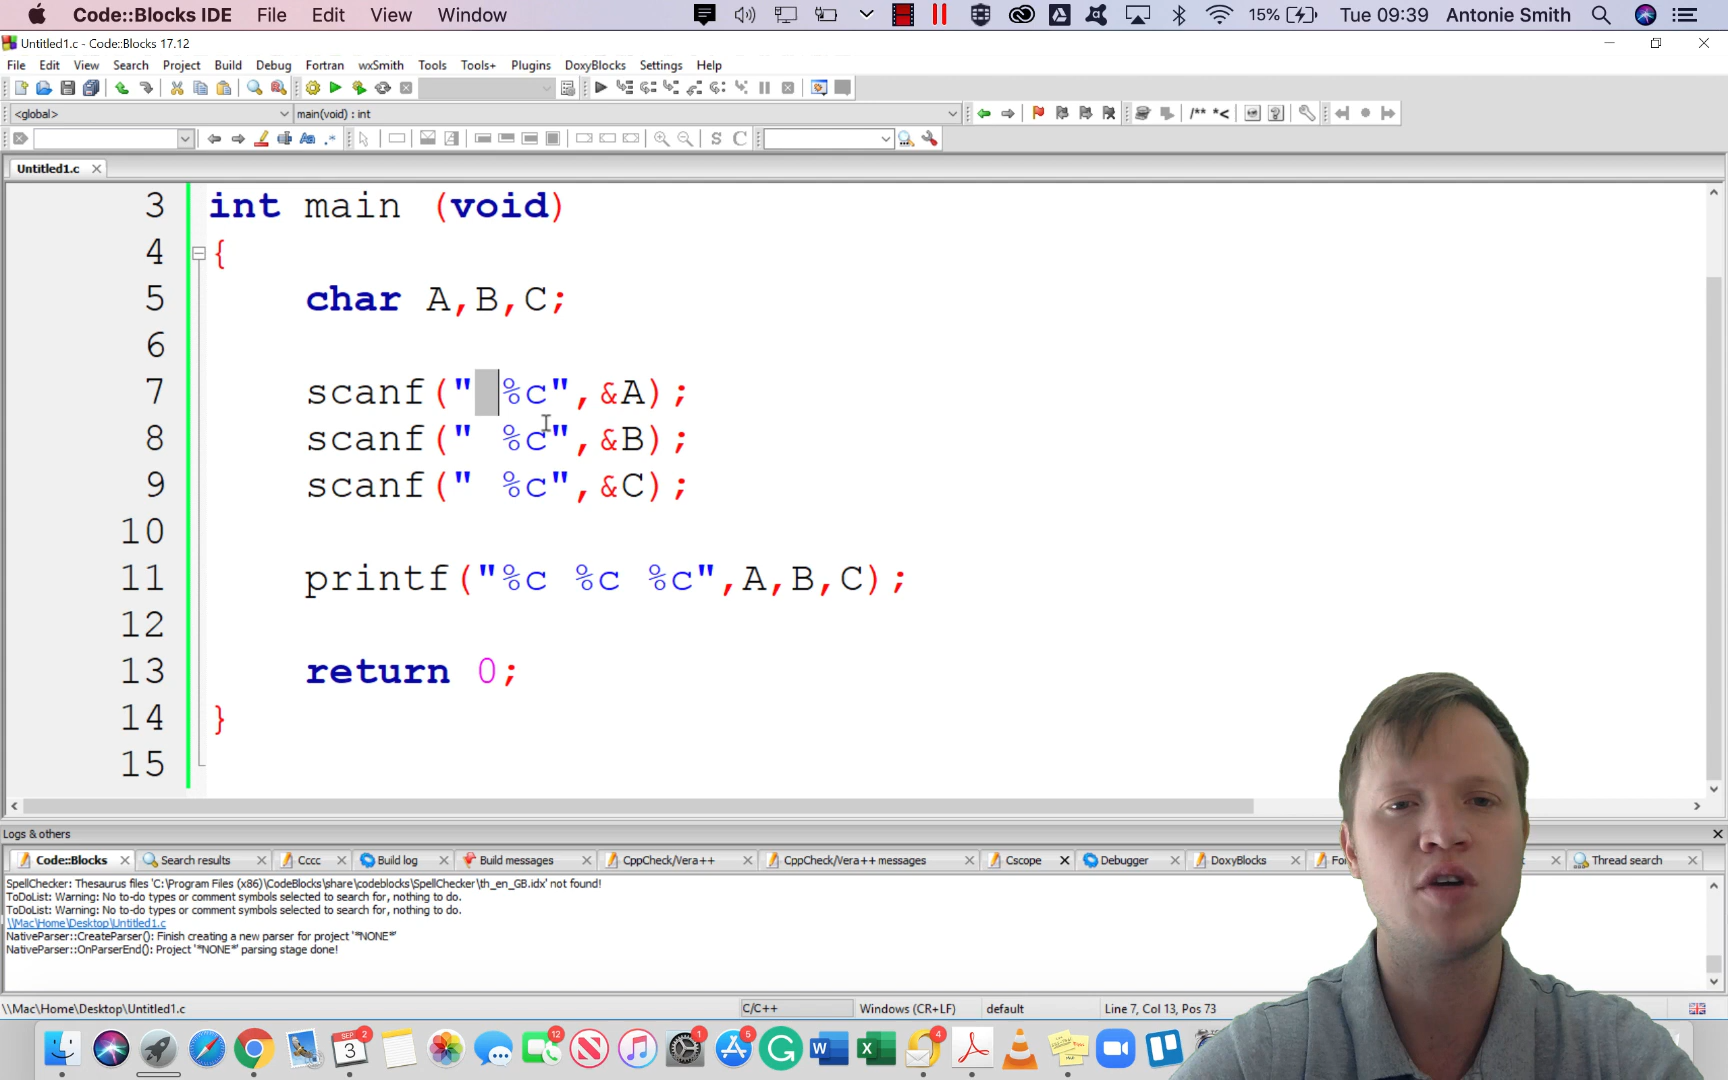 Code::Blocks IDE File Edit View Window 15% Tue 09:39 Antonie Smith
Untitled1.c - Code::Blocks 17.12
File Edit View Search Project Build Debug Fortran wxSmith Tools Tools+ Plugins DoxyBlocks Settings Help
<global> main(void) : int
Untitled1.c
3 int main (void)
4 {
5 char A,B,C;
6
7 scanf(" %c",&A);
8 scanf(" %c",&B);
9 scanf(" %c",&C);
10
11 printf("%c %c %c",A,B,C);
12
13 return 0;
14 }
15
Logs & others
Code::Blocks Search results Cccc Build log Build messages CppCheck/Vera++ CppCheck/Vera++ messages Cscope Debugger DoxyBlocks Thread search
SpellChecker: Thesaurus files 'C:\Program Files (x86)\CodeBlocks\share\codeblocks\SpellChecker\th_en_GB.idx' not found!
ToDoList: Warning: No to-do types or comment symbols selected to search for, nothing to do.
ToDoList: Warning: No to-do types or comment symbols selected to search for, nothing to do.
\\Mac\Home\Desktop\Untitled1.c
NativeParser::CreateParser(): Finish creating a new parser for project '*NONE*'
NativeParser::OnParserEnd(): Project '*NONE*' parsing stage done!
\\Mac\Home\Desktop\Untitled1.c C/C++ Windows (CR+LF) default Line 7, Col 13, Pos 73
SEP 3 2 12 1 5 4